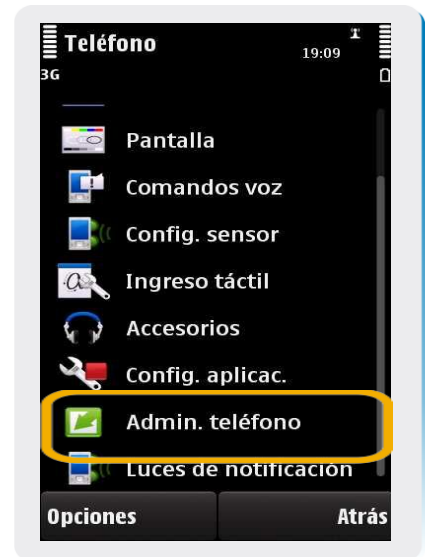 Teléfono
19:09
3G
Pantalla
Comandos voz
Config. sensor
Ingreso táctil
Accesorios
Config. aplicac.
Admin. teléfono
Luces de notificación
Opciones
Atrás